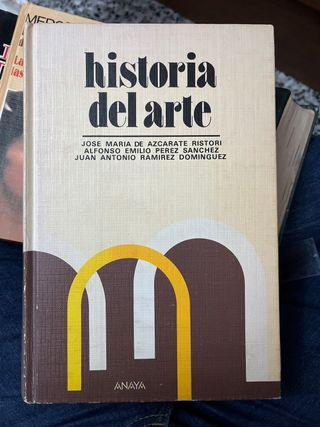 historia
del arte
JOSE MARIA DE AZCARATE RISTORI
ALFONSO EMILIO PEREZ SANCHEZ
JUAN ANTONIO RAMIREZ DOMINGUEZ
ANAYA